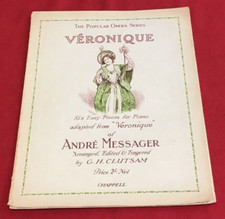 THE POPULAR OPERA SERIES
VÉRONIQUE
Six Easy Pieces for Piano
adapted from "Veronique"
of
ANDRÉ MESSAGER
Arranged, Edited & Fingered
by G. H. CLUTSAM
Price 2/- Net
CHAPPELL